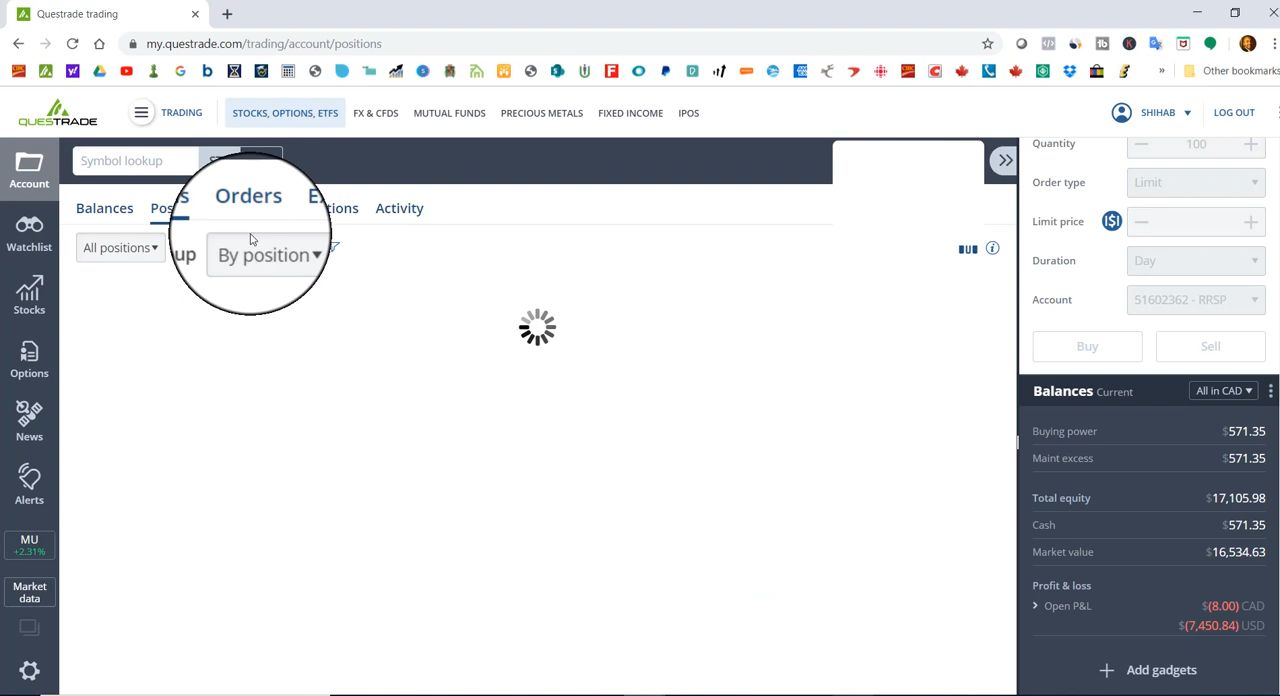 Questrade trading
my.questrade.com/trading/account/positions
Other bookmarks
QUESTRADE
TRADING
STOCKS, OPTIONS, ETFS
FX & CFDS
MUTUAL FUNDS
PRECIOUS METALS
FIXED INCOME
IPOS
SHIHAB
LOG OUT
Account
Watchlist
Stocks
Options
News
Alerts
MU
+2.31%
Market
data
Symbol lookup
Balances
Orders
Activity
All positions
up
By position
Quantity
100
Order type
Limit
Limit price
Duration
Day
Account
51602362 - RRSP
Buy
Sell
Balances Current
All in CAD
Buying power
$571.35
Maint excess
$571.35
Total equity
$17,105.98
Cash
$571.35
Market value
$16,534.63
Profit & loss
Open P&L
$(8.00) CAD
$(7,450.84) USD
Add gadgets